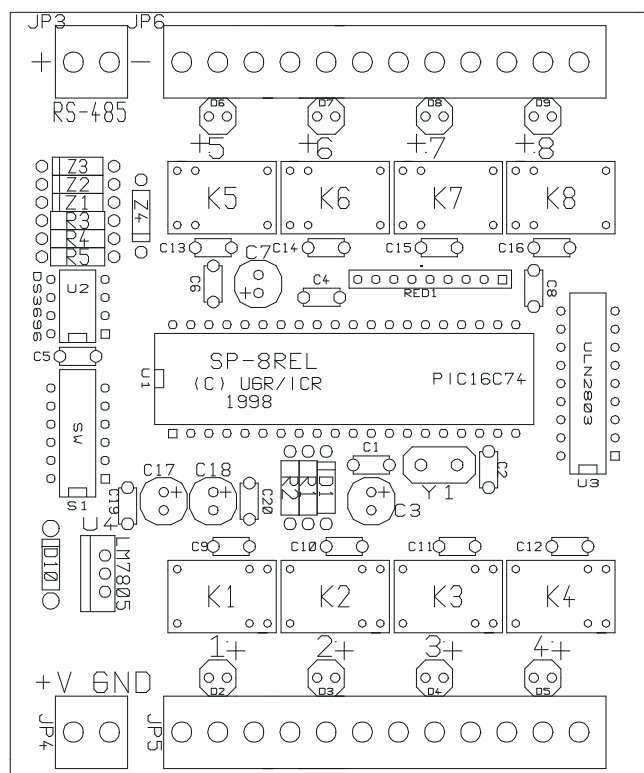 JP3 JP6
+ -
RS-485
D6 D7 D8 D9
+5 +6 +7 +8
Z3
Z2
Z1
R3
R4
R5
Z4
K5 K6 K7 K8
C13 C14 C15 C16
C7
+
C6
C4
RED1
C8
DS3696
U2
C5
U1
SP-8REL
(C) UGR/ICR
1998
PIC16C74
ULN2803
U3
SW
S1
C17 C18
+ +
C19
C20
R2
R1
D1
C1
+
C3
Y1
C2
U4
LM7805
D10
C9 C10 C11 C12
K1 K2 K3 K4
1+ 2+ 3+ 4+
D2 D3 D4 D5
+V GND
JP4 JP5